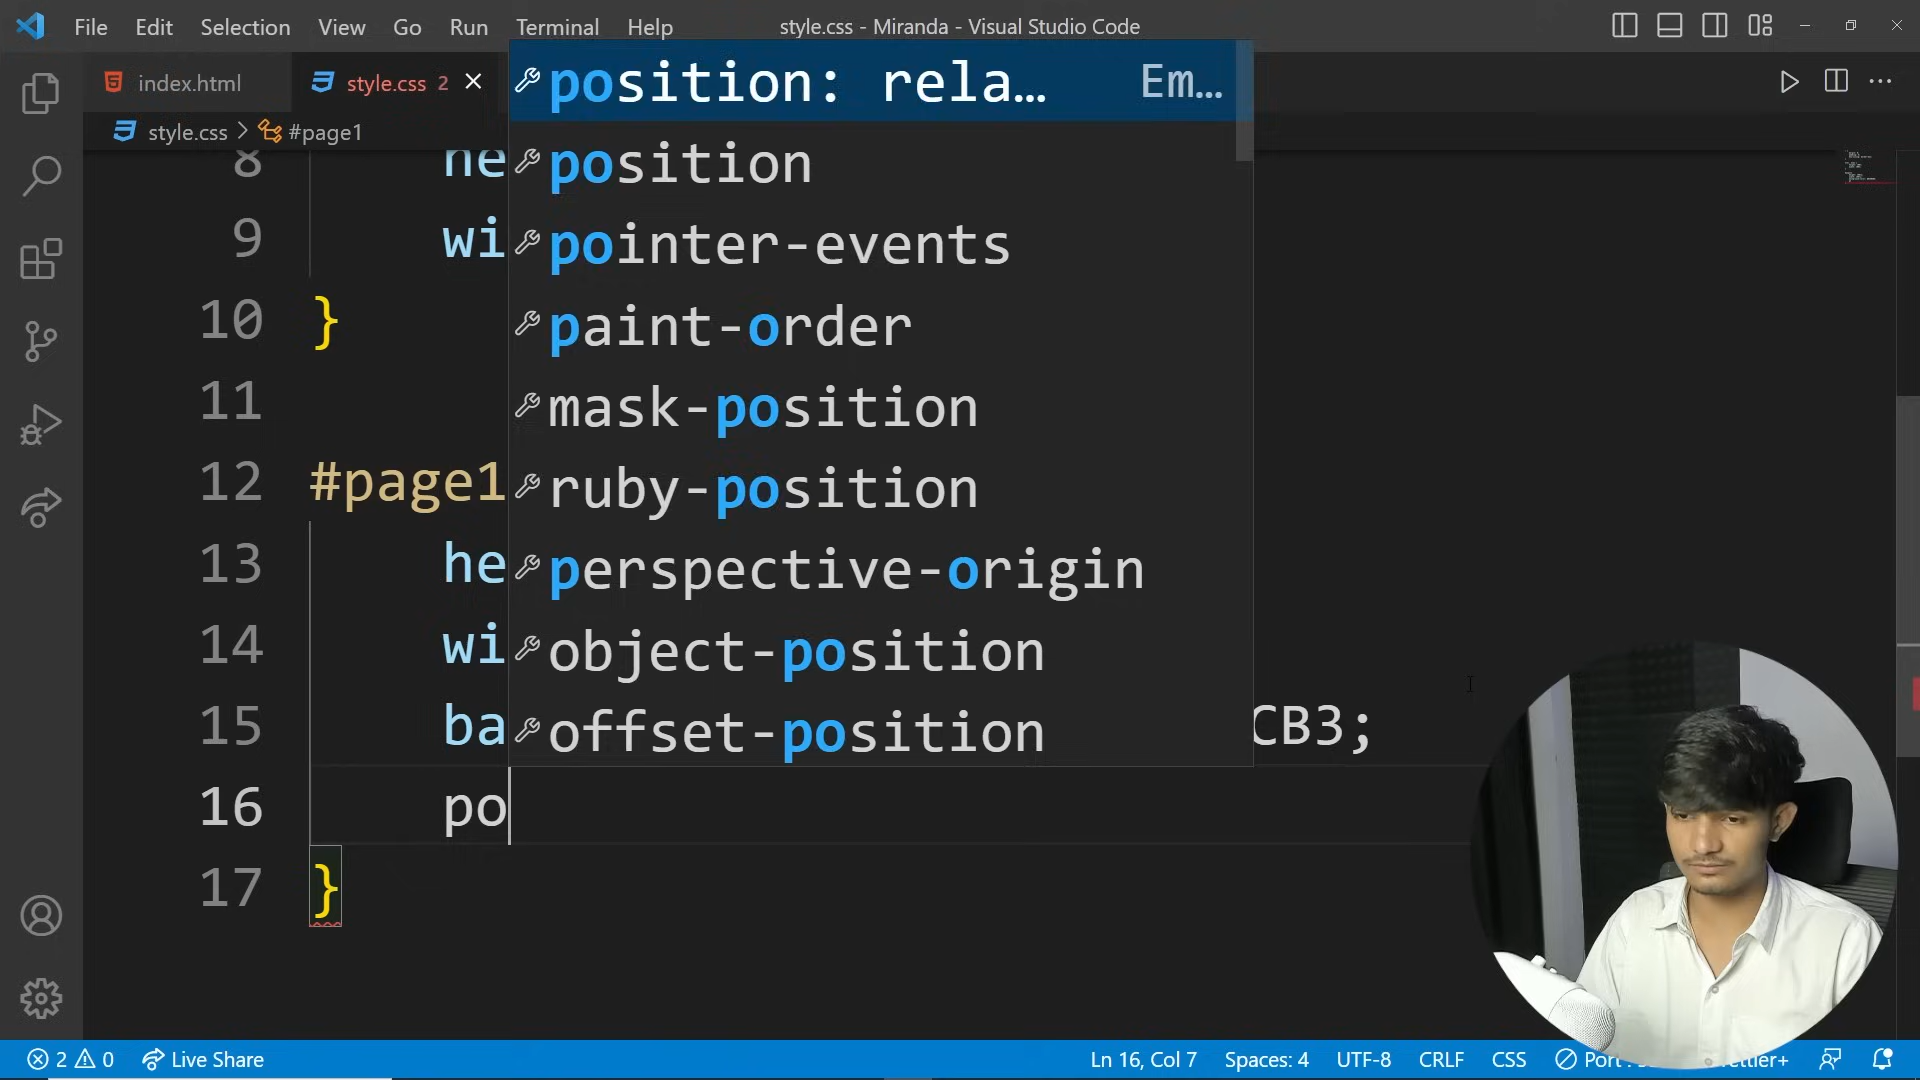 File Edit Selection View Go Run Terminal Help style.css - Miranda - Visual Studio Code
index.html style.css 2
style.css > #page1
8 he
9 wi
10 }
11
12 #page1
13 he
14 wi
15 ba CB3;
16 po
17 }
position: rela... Em...
position
pointer-events
paint-order
mask-position
ruby-position
perspective-origin
object-position
offset-position
2 0 Live Share Ln 16, Col 7 Spaces: 4 UTF-8 CRLF CSS Port